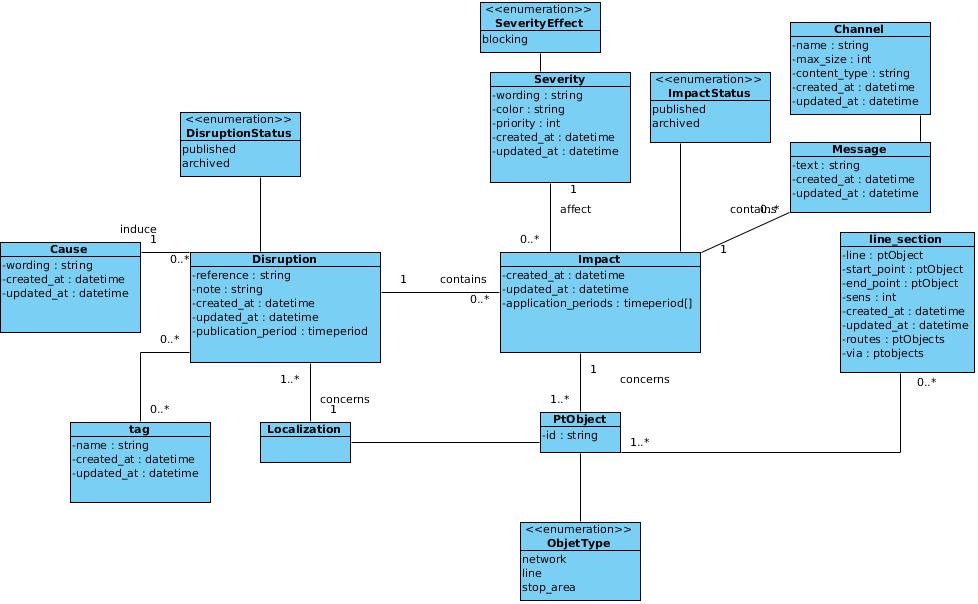 <<enumeration>>
SeverityEffect
blocking
Channel
-name : string
-max_size : int
-content_type : string
-created_at : datetime
-updated_at : datetime
Severity
-wording : string
-color : string
-priority : int
-created_at : datetime
-updated_at : datetime
<<enumeration>>
ImpactStatus
published
archived
<<enumeration>>
DisruptionStatus
published
archived
Message
-text : string
-created_at : datetime
-updated_at : datetime
1
affect
0..*
contains
0..*
1
induce
1
0..*
Cause
-wording : string
-created_at : datetime
-updated_at : datetime
Disruption
-reference : string
-note : string
-created_at : datetime
-updated_at : datetime
-publication_period : timeperiod
1
contains
0..*
Impact
-created_at : datetime
-updated_at : datetime
-application_periods : timeperiod[]
line_section
-line : ptObject
-start_point : ptObject
-end_point : ptObject
-sens : int
-created_at : datetime
-updated_at : datetime
-routes : ptObjects
-via : ptobjects
0..*
0..*
1..*
concerns
1
1
concerns
1..*
0..*
1..*
tag
-name : string
-created_at : datetime
-updated_at : datetime
Localization
PtObject
-id : string
<<enumeration>>
ObjetType
network
line
stop_area